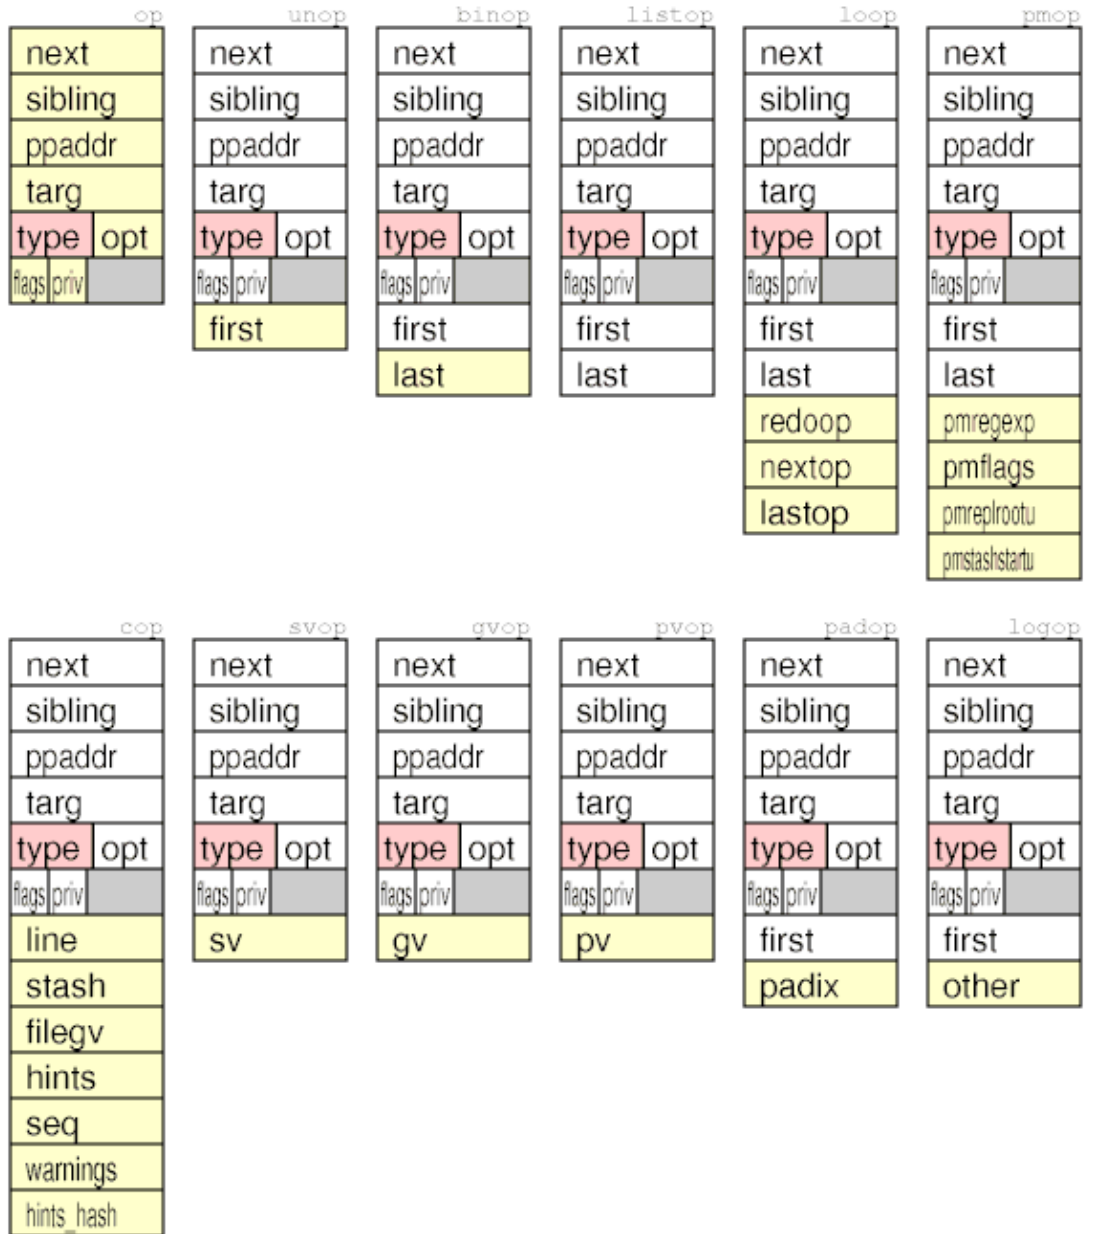 op unop binop listop loop pmop
next next next next next next
sibling sibling sibling sibling sibling sibling
ppaddr ppaddr ppaddr ppaddr ppaddr ppaddr
targ targ targ targ targ targ
type opt type opt type opt type opt type opt type opt
flags priv flags priv flags priv flags priv flags priv flags priv
first first first first first
last last last last
redoop pmregexp
nextop pmflags
lastop pmreplrootu
pmstashstartu
cop svop gvop pvop padop logop
next next next next next next
sibling sibling sibling sibling sibling sibling
ppaddr ppaddr ppaddr ppaddr ppaddr ppaddr
targ targ targ targ targ targ
type opt type opt type opt type opt type opt type opt
flags priv flags priv flags priv flags priv flags priv flags priv
line sv gv pv first first
stash padix other
filegv
hints
seq
warnings
hints_hash